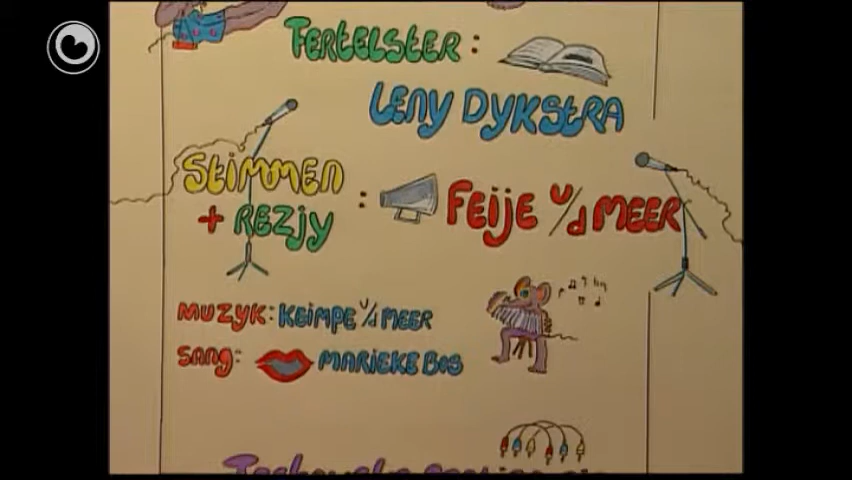 FERTELSTER :
LENY DYKSTRA
STIMMEN
+ REZJY : FEIJE v/d MEER
MUZYK: KEIMPE v/d MEER
SANG: MARIEKE BOS